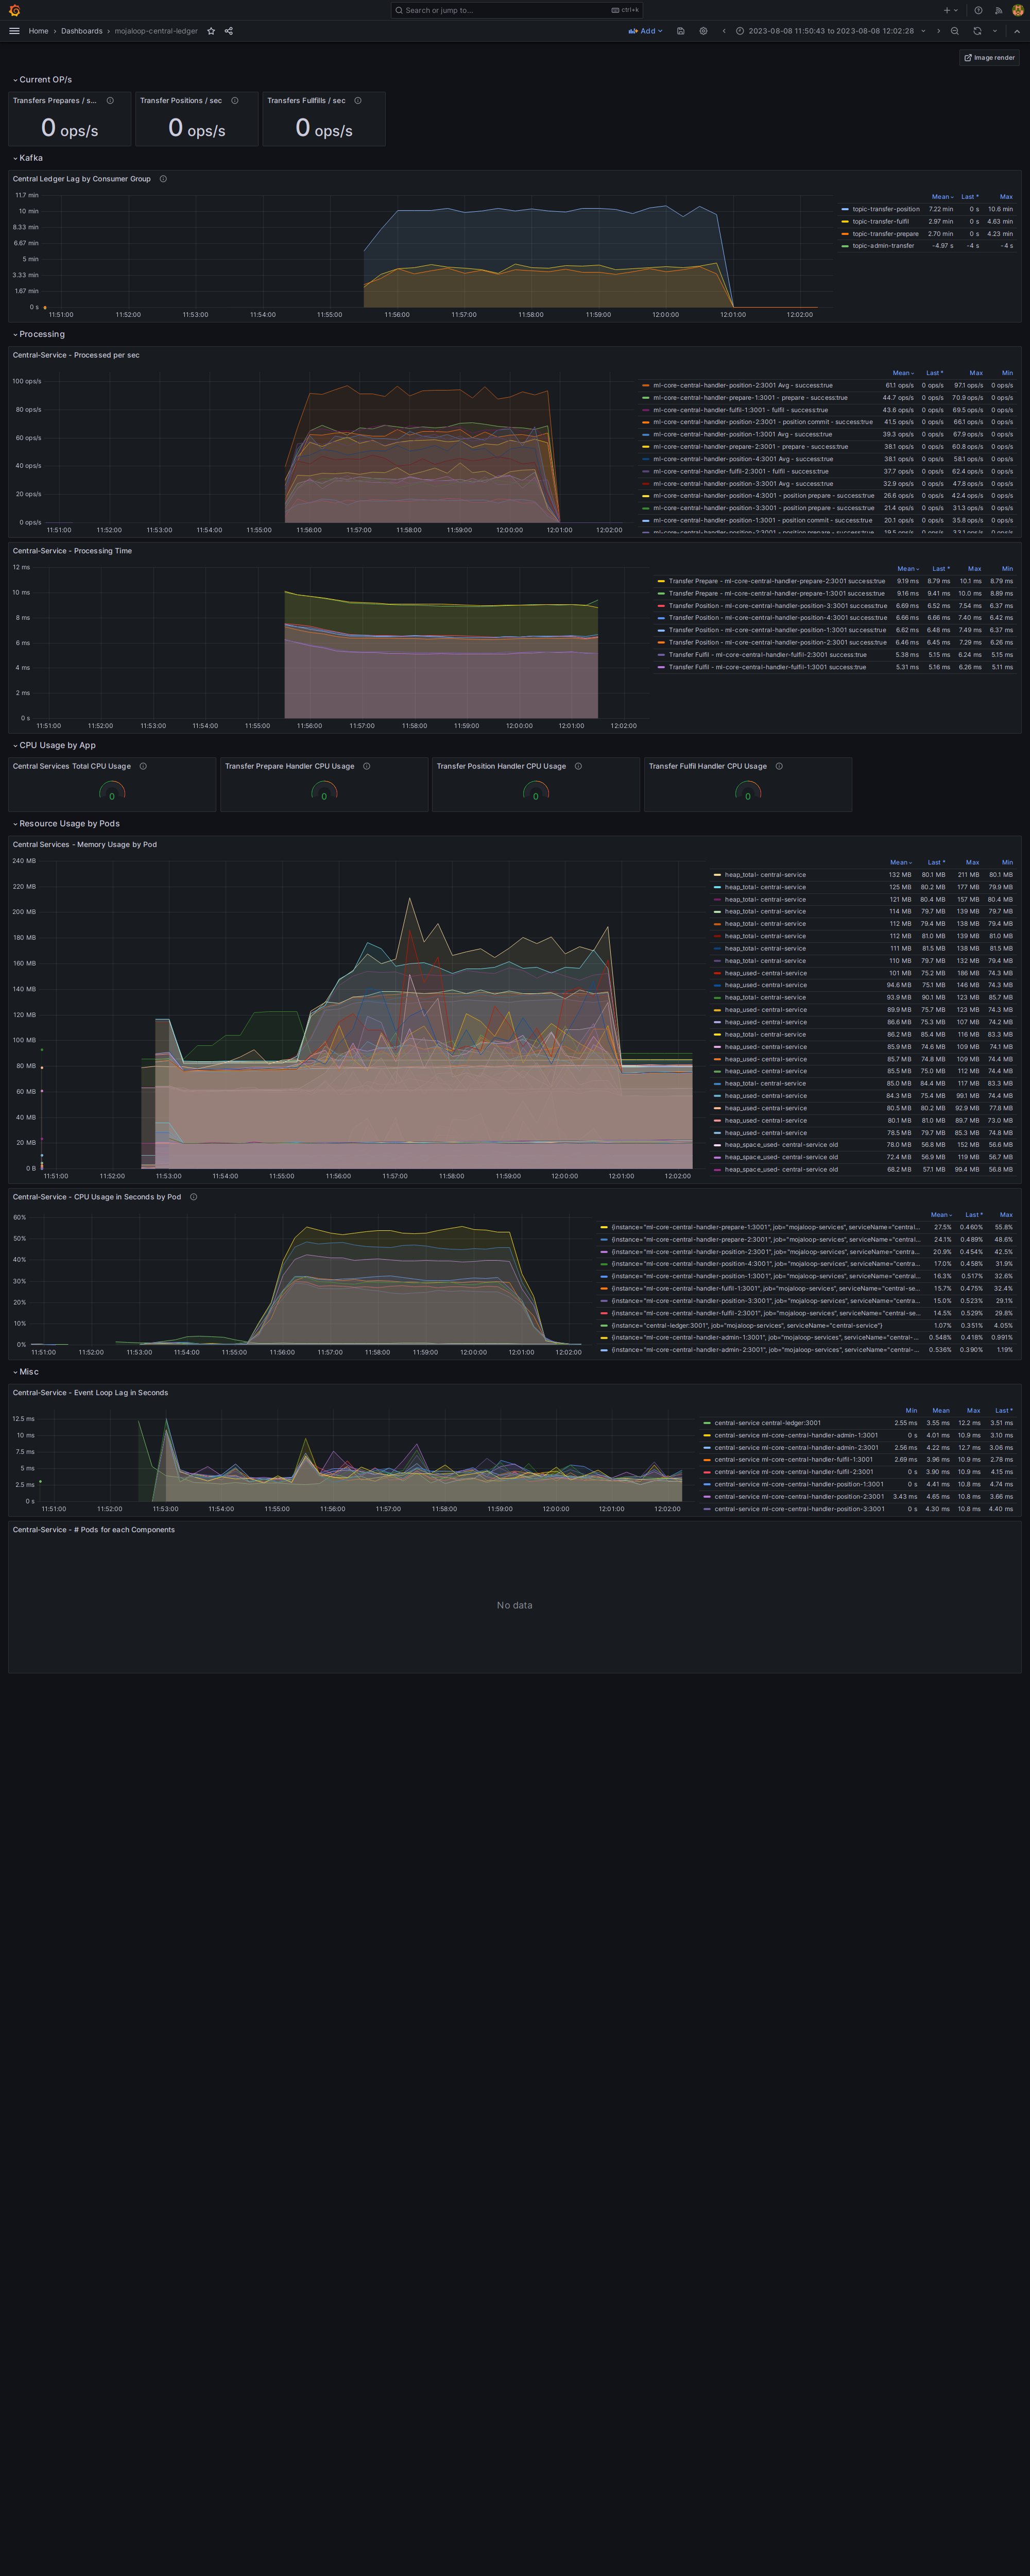 Search or jump to...
ctrl+k
Home › Dashboards › mojaloop-central-ledger
Add
2023-08-08 11:50:43 to 2023-08-08 12:02:28
Image render
Current OP/s
Transfers Prepares / s...
Transfer Positions / sec
Transfers Fullfills / sec
0 ops/s
0 ops/s
0 ops/s
Kafka
Central Ledger Lag by Consumer Group
11.7 min
10 min
8.33 min
6.67 min
5 min
3.33 min
1.67 min
0 s
11:51:00 11:52:00 11:53:00 11:54:00 11:55:00 11:56:00 11:57:00 11:58:00 11:59:00 12:00:00 12:01:00 12:02:00
Mean Last * Max
topic-transfer-position 7.22 min 0 s 10.6 min
topic-transfer-fulfil 2.97 min 0 s 4.63 min
topic-transfer-prepare 2.70 min 0 s 4.23 min
topic-admin-transfer -4.97 s -4 s -4 s
Processing
Central-Service - Processed per sec
100 ops/s
80 ops/s
60 ops/s
40 ops/s
20 ops/s
0 ops/s
11:51:00 11:52:00 11:53:00 11:54:00 11:55:00 11:56:00 11:57:00 11:58:00 11:59:00 12:00:00 12:01:00 12:02:00
Mean Last * Max Min
ml-core-central-handler-position-2:3001 Avg - success:true 61.1 ops/s 0 ops/s 97.1 ops/s 0 ops/s
ml-core-central-handler-prepare-1:3001 - prepare - success:true 44.7 ops/s 0 ops/s 70.9 ops/s 0 ops/s
ml-core-central-handler-fulfil-1:3001 - fulfil - success:true 43.6 ops/s 0 ops/s 69.5 ops/s 0 ops/s
ml-core-central-handler-position-2:3001 - position commit - success:true 41.5 ops/s 0 ops/s 66.1 ops/s 0 ops/s
ml-core-central-handler-position-1:3001 Avg - success:true 39.3 ops/s 0 ops/s 67.9 ops/s 0 ops/s
ml-core-central-handler-prepare-2:3001 - prepare - success:true 38.1 ops/s 0 ops/s 60.8 ops/s 0 ops/s
ml-core-central-handler-position-4:3001 Avg - success:true 38.1 ops/s 0 ops/s 58.1 ops/s 0 ops/s
ml-core-central-handler-fulfil-2:3001 - fulfil - success:true 37.7 ops/s 0 ops/s 62.4 ops/s 0 ops/s
ml-core-central-handler-position-3:3001 Avg - success:true 32.9 ops/s 0 ops/s 47.8 ops/s 0 ops/s
ml-core-central-handler-position-4:3001 - position prepare - success:true 26.6 ops/s 0 ops/s 42.4 ops/s 0 ops/s
ml-core-central-handler-position-3:3001 - position prepare - success:true 21.4 ops/s 0 ops/s 31.3 ops/s 0 ops/s
ml-core-central-handler-position-1:3001 - position commit - success:true 20.1 ops/s 0 ops/s 35.8 ops/s 0 ops/s
ml-core-central-handler-position-2:3001 - position prepare - success:true 19.5 ops/s 0 ops/s 33.1 ops/s 0 ops/s
Central-Service - Processing Time
12 ms
10 ms
8 ms
6 ms
4 ms
2 ms
0 s
11:51:00 11:52:00 11:53:00 11:54:00 11:55:00 11:56:00 11:57:00 11:58:00 11:59:00 12:00:00 12:01:00 12:02:00
Mean Last * Max Min
Transfer Prepare - ml-core-central-handler-prepare-2:3001 success:true 9.19 ms 8.79 ms 10.1 ms 8.79 ms
Transfer Prepare - ml-core-central-handler-prepare-1:3001 success:true 9.16 ms 9.41 ms 10.0 ms 8.89 ms
Transfer Position - ml-core-central-handler-position-3:3001 success:true 6.69 ms 6.52 ms 7.54 ms 6.37 ms
Transfer Position - ml-core-central-handler-position-4:3001 success:true 6.66 ms 6.66 ms 7.40 ms 6.42 ms
Transfer Position - ml-core-central-handler-position-1:3001 success:true 6.62 ms 6.48 ms 7.49 ms 6.37 ms
Transfer Position - ml-core-central-handler-position-2:3001 success:true 6.46 ms 6.45 ms 7.29 ms 6.26 ms
Transfer Fulfil - ml-core-central-handler-fulfil-2:3001 success:true 5.38 ms 5.15 ms 6.24 ms 5.15 ms
Transfer Fulfil - ml-core-central-handler-fulfil-1:3001 success:true 5.31 ms 5.16 ms 6.26 ms 5.11 ms
CPU Usage by App
Central Services Total CPU Usage
Transfer Prepare Handler CPU Usage
Transfer Position Handler CPU Usage
Transfer Fulfil Handler CPU Usage
0
0
0
0
Resource Usage by Pods
Central Services - Memory Usage by Pod
240 MB
220 MB
200 MB
180 MB
160 MB
140 MB
120 MB
100 MB
80 MB
60 MB
40 MB
20 MB
0 B
11:51:00 11:52:00 11:53:00 11:54:00 11:55:00 11:56:00 11:57:00 11:58:00 11:59:00 12:00:00 12:01:00 12:02:00
Mean Last * Max Min
heap_total- central-service 132 MB 80.1 MB 211 MB 80.1 MB
heap_total- central-service 125 MB 80.2 MB 177 MB 79.9 MB
heap_total- central-service 121 MB 80.4 MB 157 MB 80.4 MB
heap_total- central-service 114 MB 79.7 MB 139 MB 79.7 MB
heap_total- central-service 112 MB 79.4 MB 138 MB 79.4 MB
heap_total- central-service 112 MB 81.0 MB 139 MB 81.0 MB
heap_total- central-service 111 MB 81.5 MB 138 MB 81.5 MB
heap_total- central-service 110 MB 79.7 MB 132 MB 79.4 MB
heap_used- central-service 101 MB 75.2 MB 186 MB 74.3 MB
heap_used- central-service 94.6 MB 75.1 MB 146 MB 74.3 MB
heap_total- central-service 93.9 MB 90.1 MB 123 MB 85.7 MB
heap_used- central-service 89.9 MB 75.7 MB 123 MB 74.3 MB
heap_used- central-service 86.6 MB 75.3 MB 107 MB 74.2 MB
heap_total- central-service 86.2 MB 85.4 MB 116 MB 83.3 MB
heap_used- central-service 85.9 MB 74.6 MB 109 MB 74.1 MB
heap_used- central-service 85.7 MB 74.8 MB 109 MB 74.4 MB
heap_used- central-service 85.5 MB 75.0 MB 112 MB 74.4 MB
heap_total- central-service 85.0 MB 84.4 MB 117 MB 83.3 MB
heap_used- central-service 84.3 MB 75.4 MB 99.1 MB 74.4 MB
heap_used- central-service 80.5 MB 80.2 MB 92.9 MB 77.8 MB
heap_used- central-service 80.1 MB 81.0 MB 89.7 MB 73.0 MB
heap_used- central-service 78.5 MB 79.7 MB 85.3 MB 74.8 MB
heap_space_used- central-service old 78.0 MB 56.8 MB 152 MB 56.6 MB
heap_space_used- central-service old 72.4 MB 56.9 MB 119 MB 56.7 MB
heap_space_used- central-service old 68.2 MB 57.1 MB 99.4 MB 56.8 MB
Central-Service - CPU Usage in Seconds by Pod
60%
50%
40%
30%
20%
10%
0%
11:51:00 11:52:00 11:53:00 11:54:00 11:55:00 11:56:00 11:57:00 11:58:00 11:59:00 12:00:00 12:01:00 12:02:00
Mean Last * Max
{instance="ml-core-central-handler-prepare-1:3001", job="mojaloop-services", serviceName="central... 27.5% 0.460% 55.8%
{instance="ml-core-central-handler-prepare-2:3001", job="mojaloop-services", serviceName="central... 24.1% 0.489% 48.6%
{instance="ml-core-central-handler-position-2:3001", job="mojaloop-services", serviceName="centra... 20.9% 0.454% 42.5%
{instance="ml-core-central-handler-position-4:3001", job="mojaloop-services", serviceName="centra... 17.0% 0.458% 31.9%
{instance="ml-core-central-handler-position-1:3001", job="mojaloop-services", serviceName="centra... 16.3% 0.517% 32.6%
{instance="ml-core-central-handler-fulfil-1:3001", job="mojaloop-services", serviceName="central-se... 15.7% 0.475% 32.4%
{instance="ml-core-central-handler-position-3:3001", job="mojaloop-services", serviceName="centra... 15.0% 0.523% 29.1%
{instance="ml-core-central-handler-fulfil-2:3001", job="mojaloop-services", serviceName="central-se... 14.5% 0.529% 29.8%
{instance="central-ledger:3001", job="mojaloop-services", serviceName="central-service"} 1.07% 0.351% 4.05%
{instance="ml-core-central-handler-admin-1:3001", job="mojaloop-services", serviceName="central-... 0.548% 0.418% 0.991%
{instance="ml-core-central-handler-admin-2:3001", job="mojaloop-services", serviceName="central-... 0.536% 0.390% 1.19%
Misc
Central-Service - Event Loop Lag in Seconds
12.5 ms
10 ms
7.5 ms
5 ms
2.5 ms
0 s
11:51:00 11:52:00 11:53:00 11:54:00 11:55:00 11:56:00 11:57:00 11:58:00 11:59:00 12:00:00 12:01:00 12:02:00
Min Mean Max Last *
central-service central-ledger:3001 2.55 ms 3.55 ms 12.2 ms 3.51 ms
central-service ml-core-central-handler-admin-1:3001 0 s 4.01 ms 10.9 ms 3.10 ms
central-service ml-core-central-handler-admin-2:3001 2.56 ms 4.22 ms 12.7 ms 3.06 ms
central-service ml-core-central-handler-fulfil-1:3001 2.69 ms 3.96 ms 10.9 ms 2.78 ms
central-service ml-core-central-handler-fulfil-2:3001 0 s 3.90 ms 10.9 ms 4.15 ms
central-service ml-core-central-handler-position-1:3001 0 s 4.41 ms 10.8 ms 4.74 ms
central-service ml-core-central-handler-position-2:3001 3.43 ms 4.65 ms 10.8 ms 3.66 ms
central-service ml-core-central-handler-position-3:3001 0 s 4.30 ms 10.8 ms 4.40 ms
Central-Service - # Pods for each Components
No data